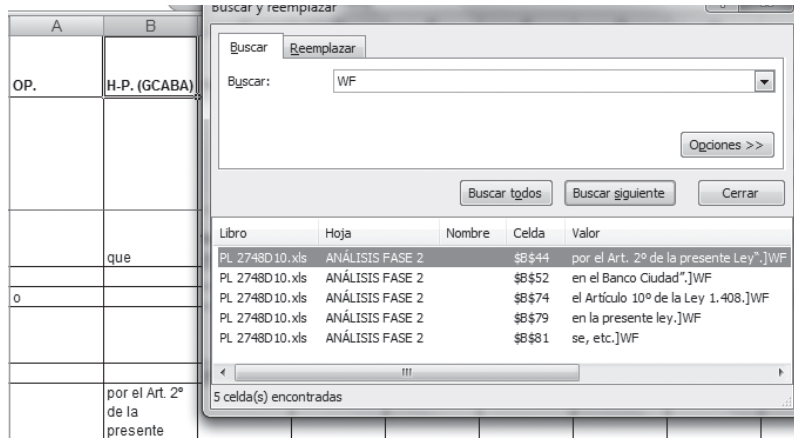 Buscar y reemplazar
A B
OP. H-P. (GCABA)
que
o
por el Art. 2º
de la
presente
Buscar Reemplazar
Buscar: WF
Opciones >>
Buscar todos Buscar siguiente Cerrar
Libro Hoja Nombre Celda Valor
PL 2748D10.xls ANÁLISIS FASE 2 $B$44 por el Art. 2º de la presente Ley“.]WF
PL 2748D10.xls ANÁLISIS FASE 2 $B$52 en el Banco Ciudad”.]WF
PL 2748D10.xls ANÁLISIS FASE 2 $B$74 el Artículo 10º de la Ley 1.408.]WF
PL 2748D10.xls ANÁLISIS FASE 2 $B$79 en la presente ley.]WF
PL 2748D10.xls ANÁLISIS FASE 2 $B$81 se, etc.]WF
5 celda(s) encontradas